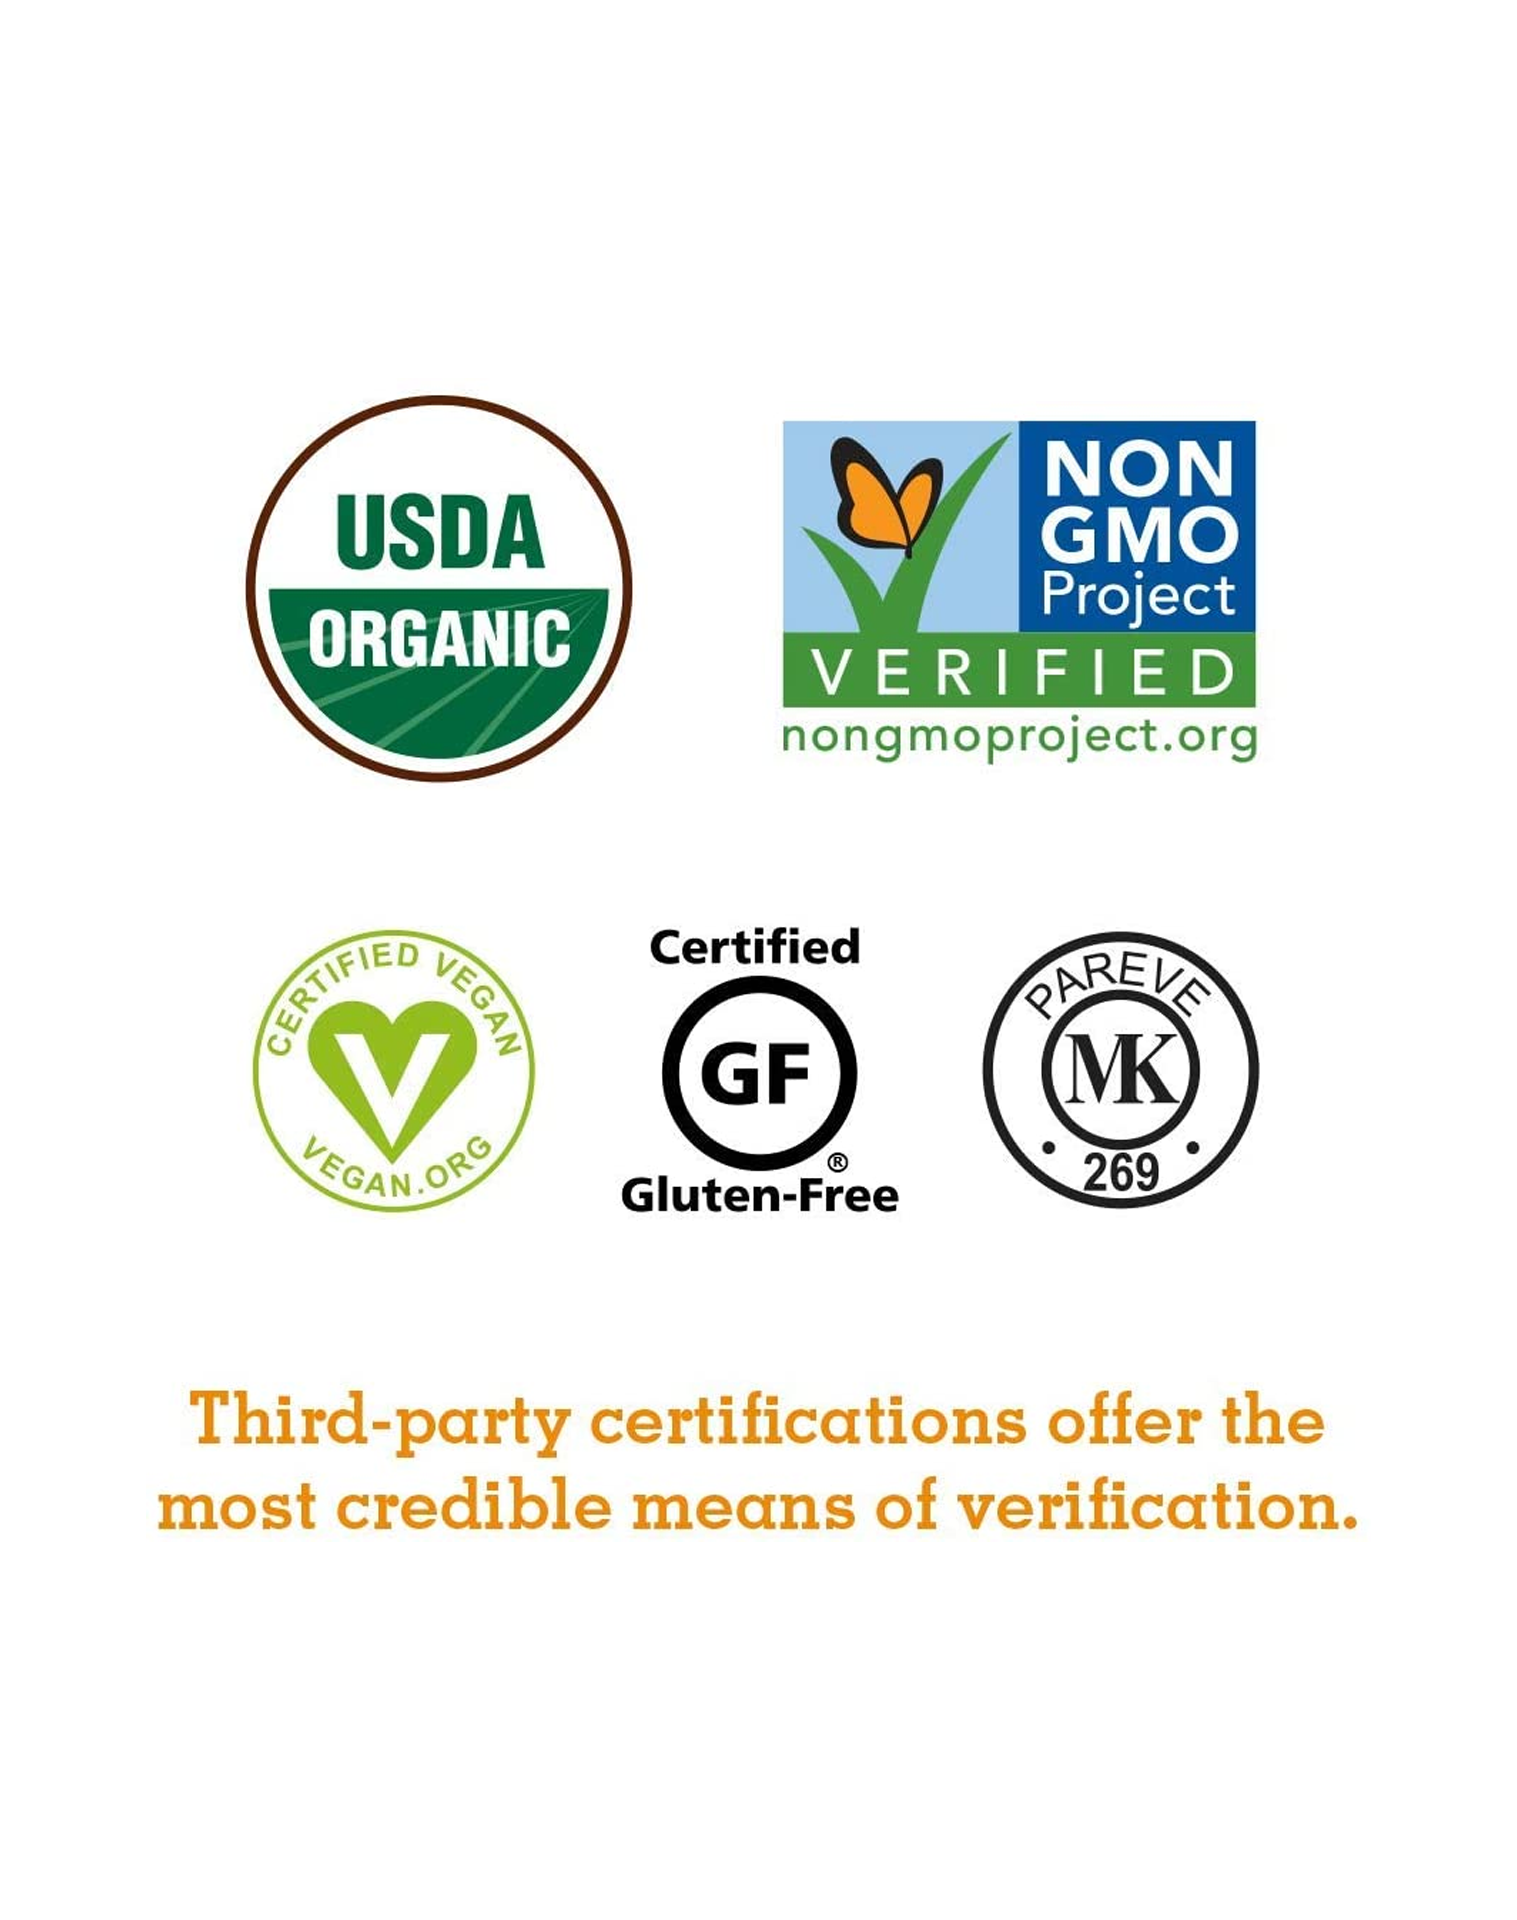 USDA
ORGANIC
NON
GMO
Project
VERIFIED
nongmoproject.org
CERTIFIED VEGAN
V
VEGAN.ORG
Certified
GF
®
Gluten-Free
PAREVE
MK
• 269 •
Third-party certifications offer the
most credible means of verification.